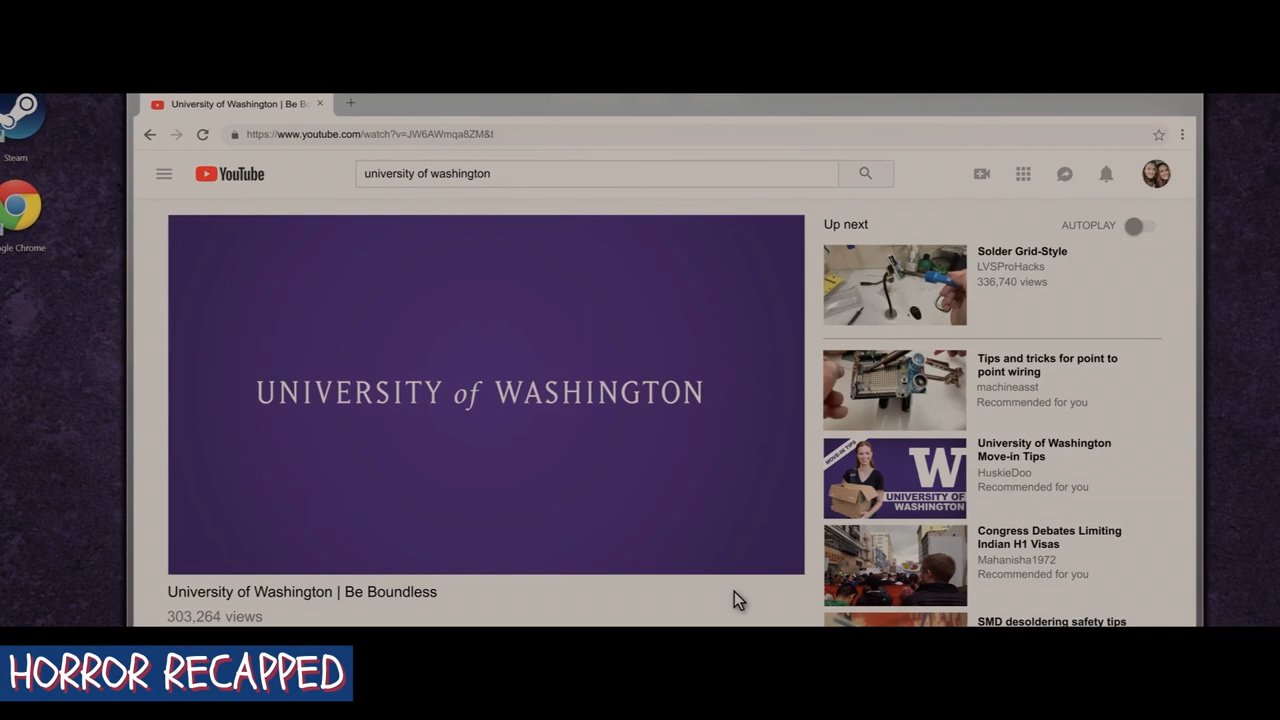 Steam
gle Chrome
University of Washington | Be Bo
https://www.youtube.com/watch?v=JW6AWmqa8ZM&t
YouTube
university of washington
UNIVERSITY of WASHINGTON
University of Washington | Be Boundless
303,264 views
Up next
AUTOPLAY
Solder Grid-Style
LVSProHacks
336,740 views
Tips and tricks for point to
point wiring
machineasst
Recommended for you
MOVE-IN TIPS
W
UNIVERSITY OF
WASHINGTON
University of Washington
Move-in Tips
HuskieDoo
Recommended for you
Congress Debates Limiting
Indian H1 Visas
Mahanisha1972
Recommended for you
SMD desoldering safety tips
HORROR RECAPPED